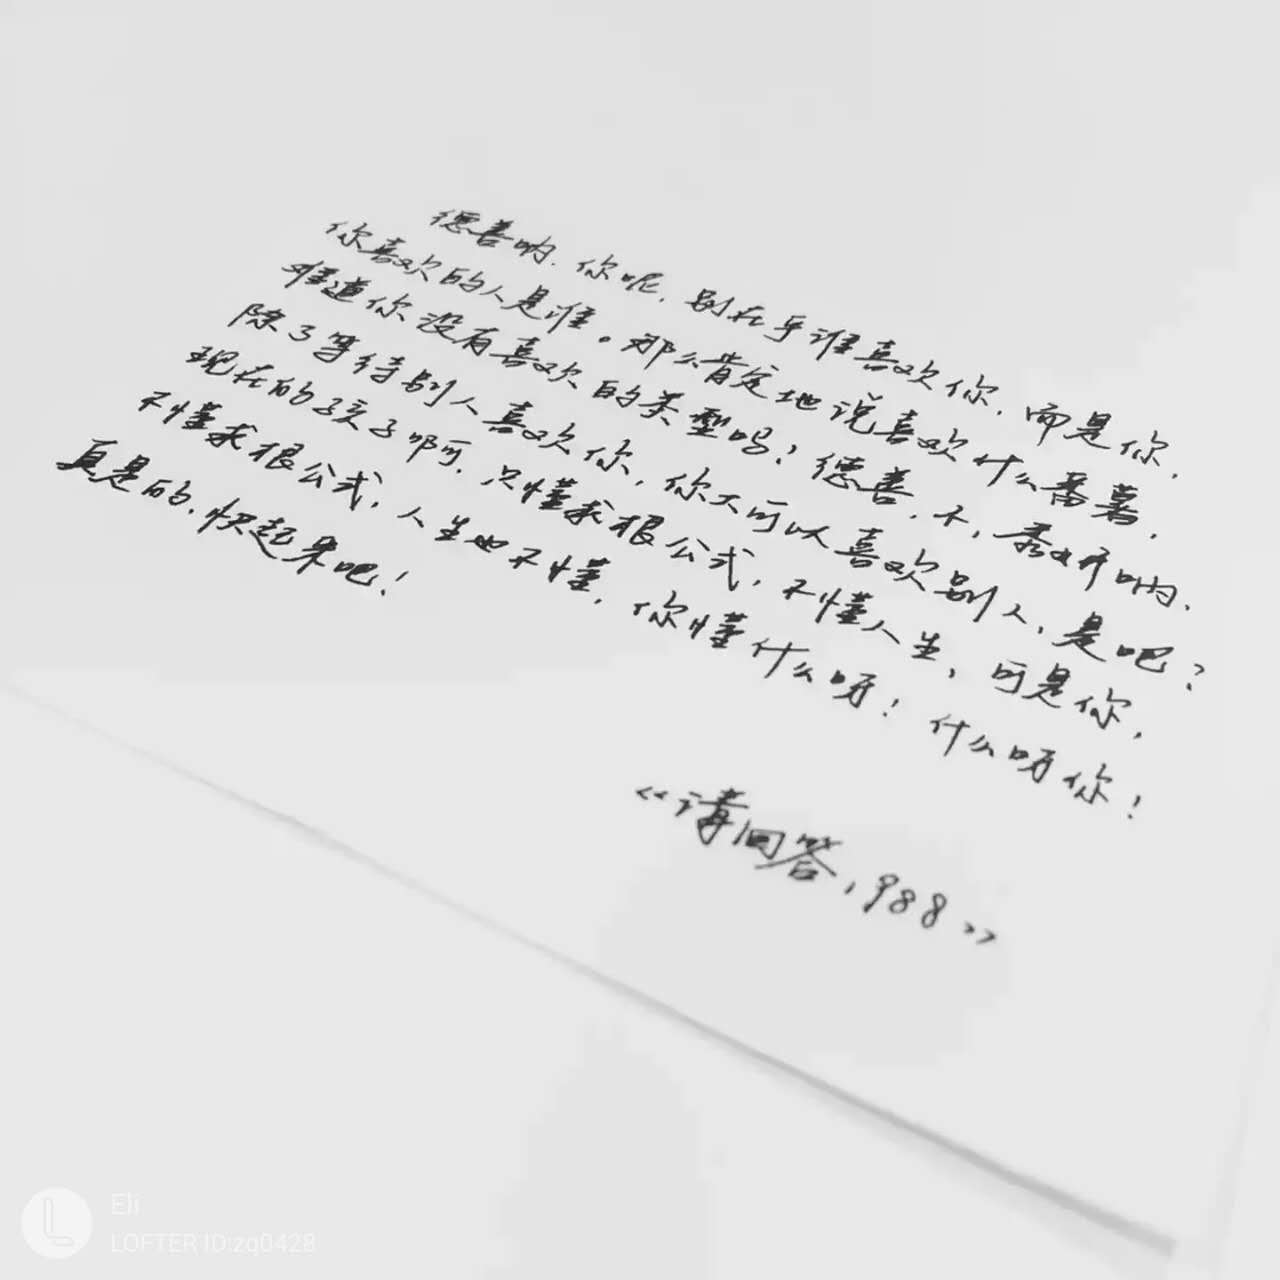 德善呐,你呢,别在乎谁喜欢你,而是你,
你喜欢的人是谁。那么肯定地说喜欢什么番薯,
难道你没有喜欢的类型吗?德善,不,秀妍呐,
除了等待别人喜欢你,你不可以喜欢别人,是吧?
现在的孩子啊,只懂求根公式,不懂人生,可是你,
不懂求根公式,人生也不懂,你懂什么呀!什么呀你!
真是的,快起来吧!
《请回答1988》
Eli
LOFTER ID:zq0428